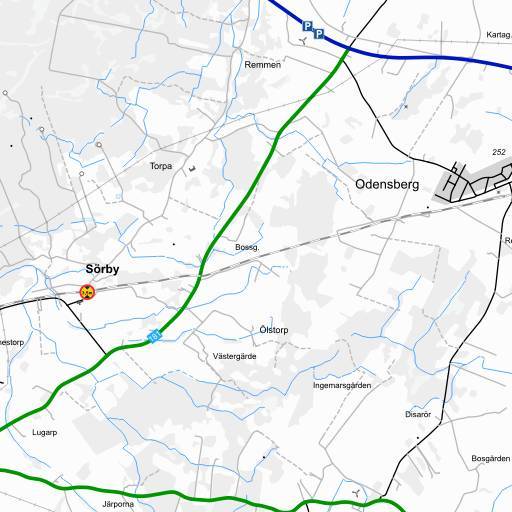 P
P
Kartag.
Remmen
252
Torpa
Odensberg
Bossg.
Sörby
Ölstorp
nestorp
Västergärde
Ingemarsgården
Disarör
Lugarp
Bosgården
Järporna